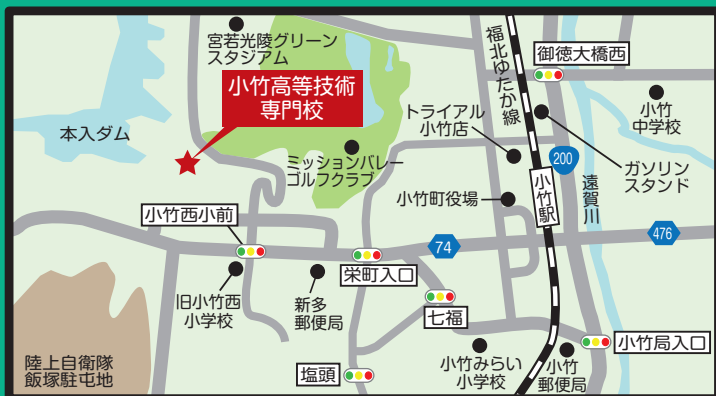 宮若光陵グリーン
スタジアム
小竹高等技術
専門校
本入ダム
ミッションバレー
ゴルフクラブ
福北ゆたか線
御徳大橋西
トライアル
小竹店
小竹
中学校
200
ガソリン
スタンド
小竹駅
遠賀川
小竹町役場
小竹西小前
74
476
栄町入口
旧小竹西
小学校
新多
郵便局
七福
小竹局入口
陸上自衛隊
飯塚駐屯地
塩頭
小竹みらい
小学校
小竹
郵便局